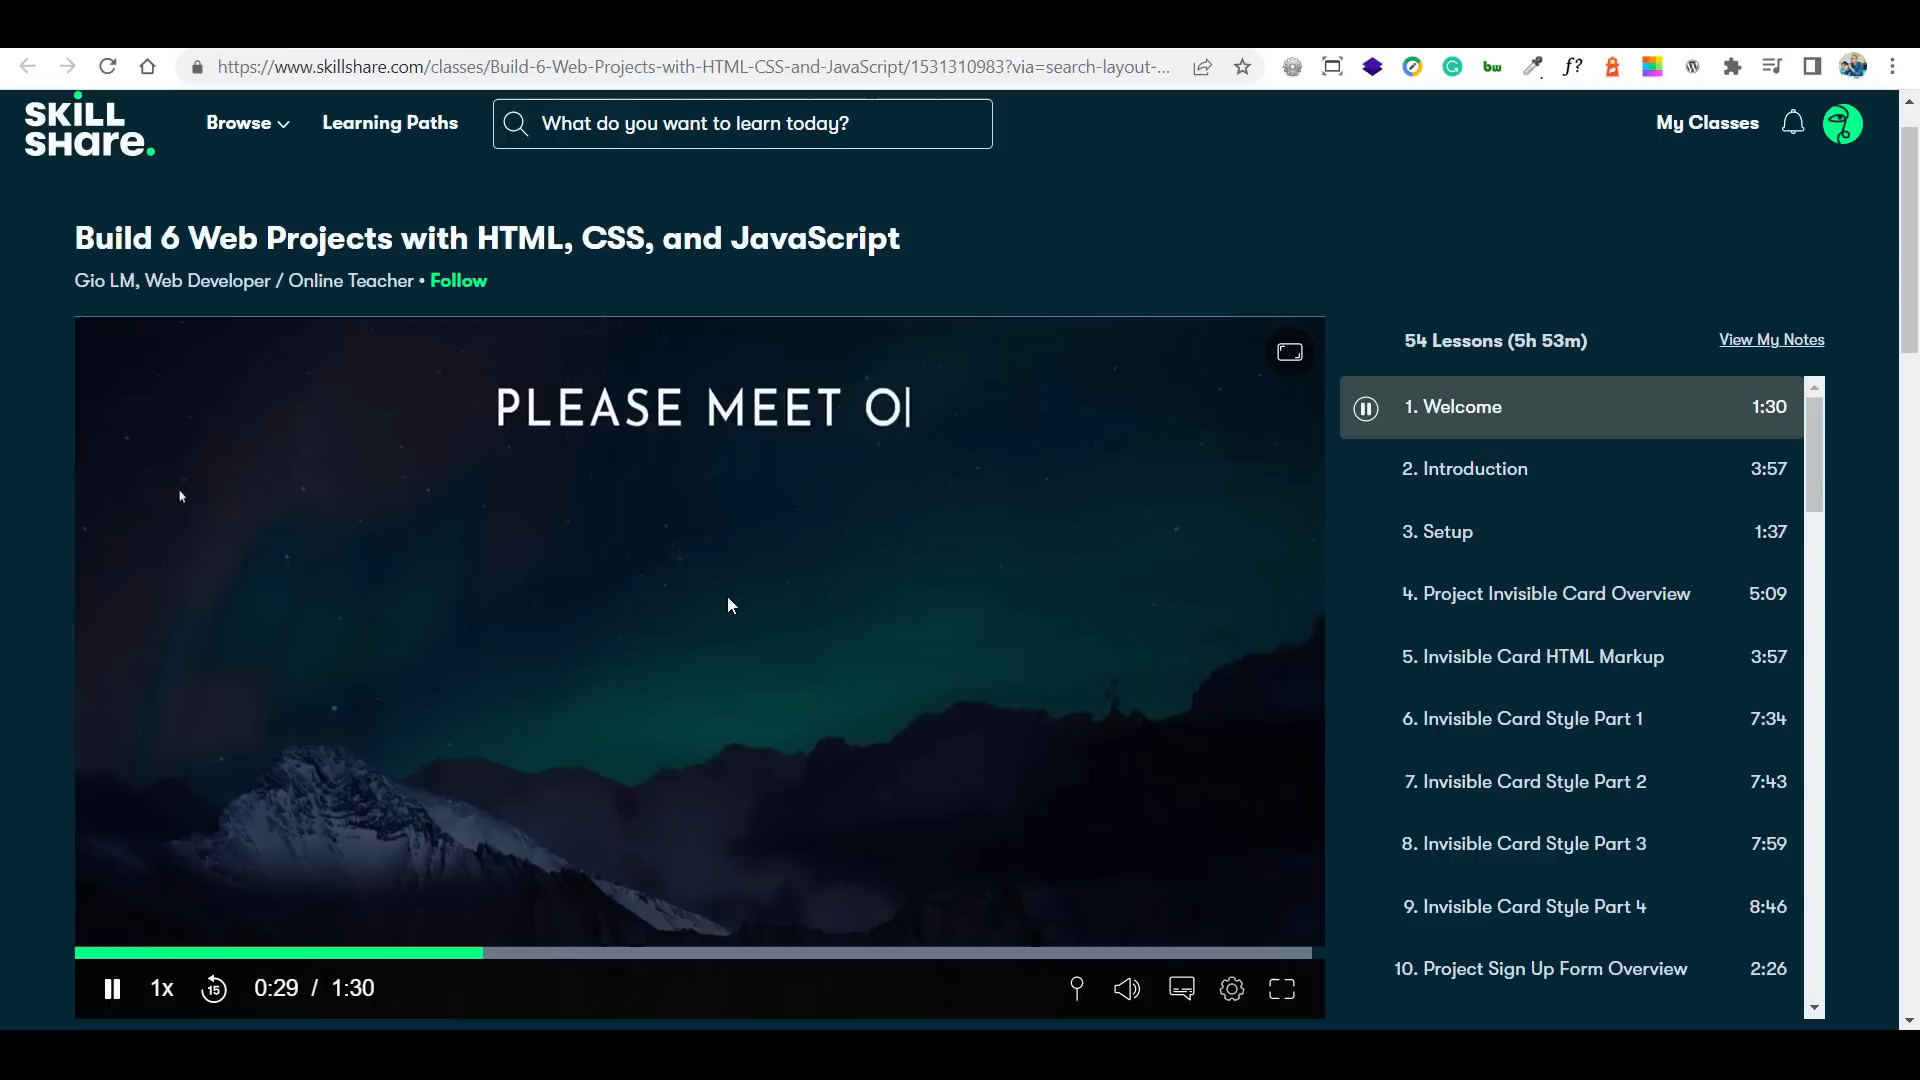 https://www.skillshare.com/classes/Build-6-Web-Projects-with-HTML-CSS-and-JavaScript/1531310983?via=search-layout-...
bw
f?
SKILL
SHARE.
Browse
Learning Paths
What do you want to learn today?
My Classes
Build 6 Web Projects with HTML, CSS, and JavaScript
Gio LM, Web Developer / Online Teacher • Follow
PLEASE MEET O
54 Lessons (5h 53m)
View My Notes
1. Welcome 1:30
2. Introduction 3:57
3. Setup 1:37
4. Project Invisible Card Overview 5:09
5. Invisible Card HTML Markup 3:57
6. Invisible Card Style Part 1 7:34
7. Invisible Card Style Part 2 7:43
8. Invisible Card Style Part 3 7:59
9. Invisible Card Style Part 4 8:46
10. Project Sign Up Form Overview 2:26
1x
15
0:29 / 1:30